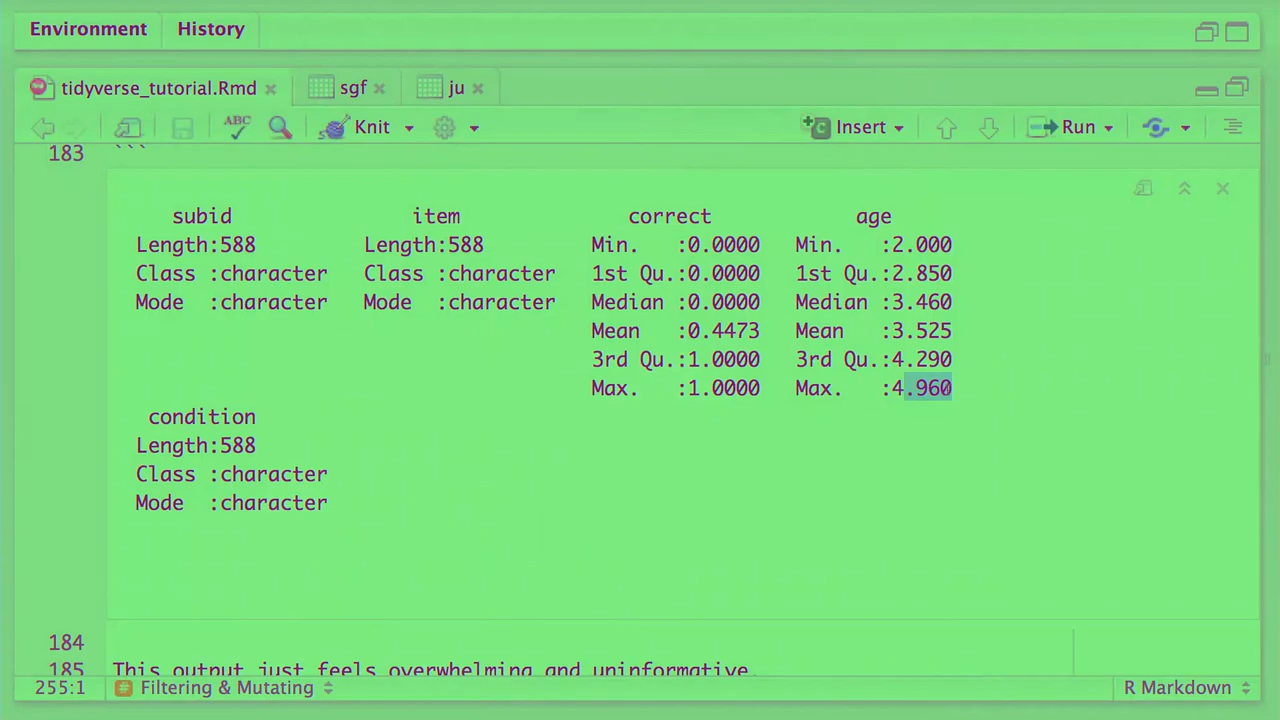 Environment History
tidyverse_tutorial.Rmd sgf ju
ABC Knit Insert Run
183 ```
subid item correct age
Length:588 Length:588 Min. :0.0000 Min. :2.000
Class :character Class :character 1st Qu.:0.0000 1st Qu.:2.850
Mode :character Mode :character Median :0.0000 Median :3.460
Mean :0.4473 Mean :3.525
3rd Qu.:1.0000 3rd Qu.:4.290
Max. :1.0000 Max. :4.960
condition
Length:588
Class :character
Mode :character
184
185 This output just feels overwhelming and uninformative.
255:1 Filtering & Mutating R Markdown